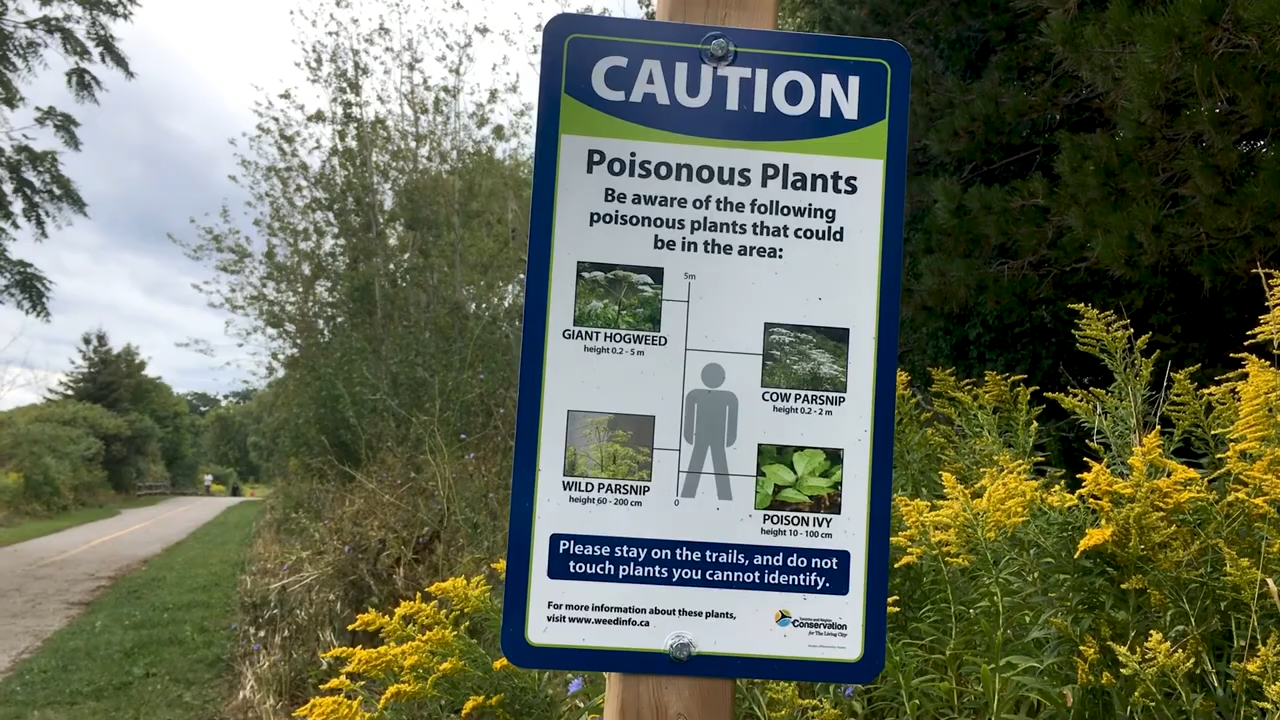 CAUTION
Poisonous Plants
Be aware of the following
poisonous plants that could
be in the area:
5m
GIANT HOGWEED
height 0.2 - 5 m
COW PARSNIP
height 0.2 - 2 m
WILD PARSNIP
height 60 - 200 cm
0
POISON IVY
height 10 - 100 cm
Please stay on the trails, and do not
touch plants you cannot identify.
For more information about these plants,
visit www.weedinfo.ca
Toronto and Region
Conservation
for The Living City